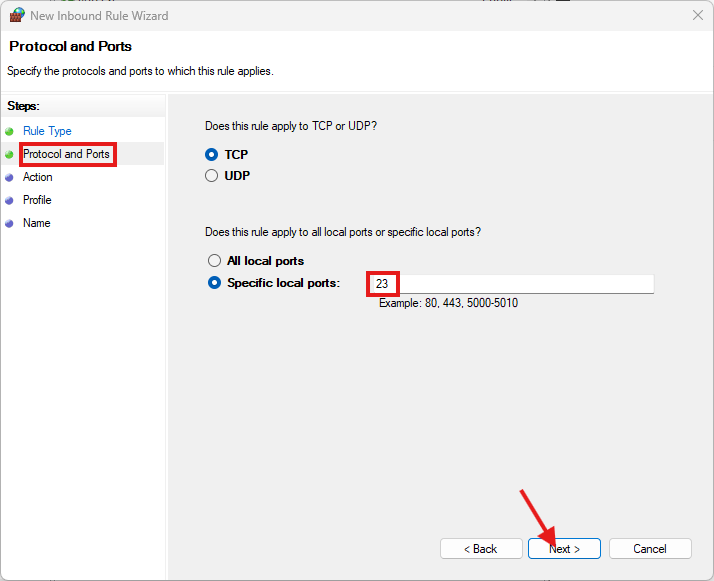 New Inbound Rule Wizard
Protocol and Ports
Specify the protocols and ports to which this rule applies.
Steps:
Rule Type
Protocol and Ports
Action
Profile
Name
Does this rule apply to TCP or UDP?
TCP
UDP
Does this rule apply to all local ports or specific local ports?
All local ports
Specific local ports:
23
Example: 80, 443, 5000-5010
< Back
Next >
Cancel